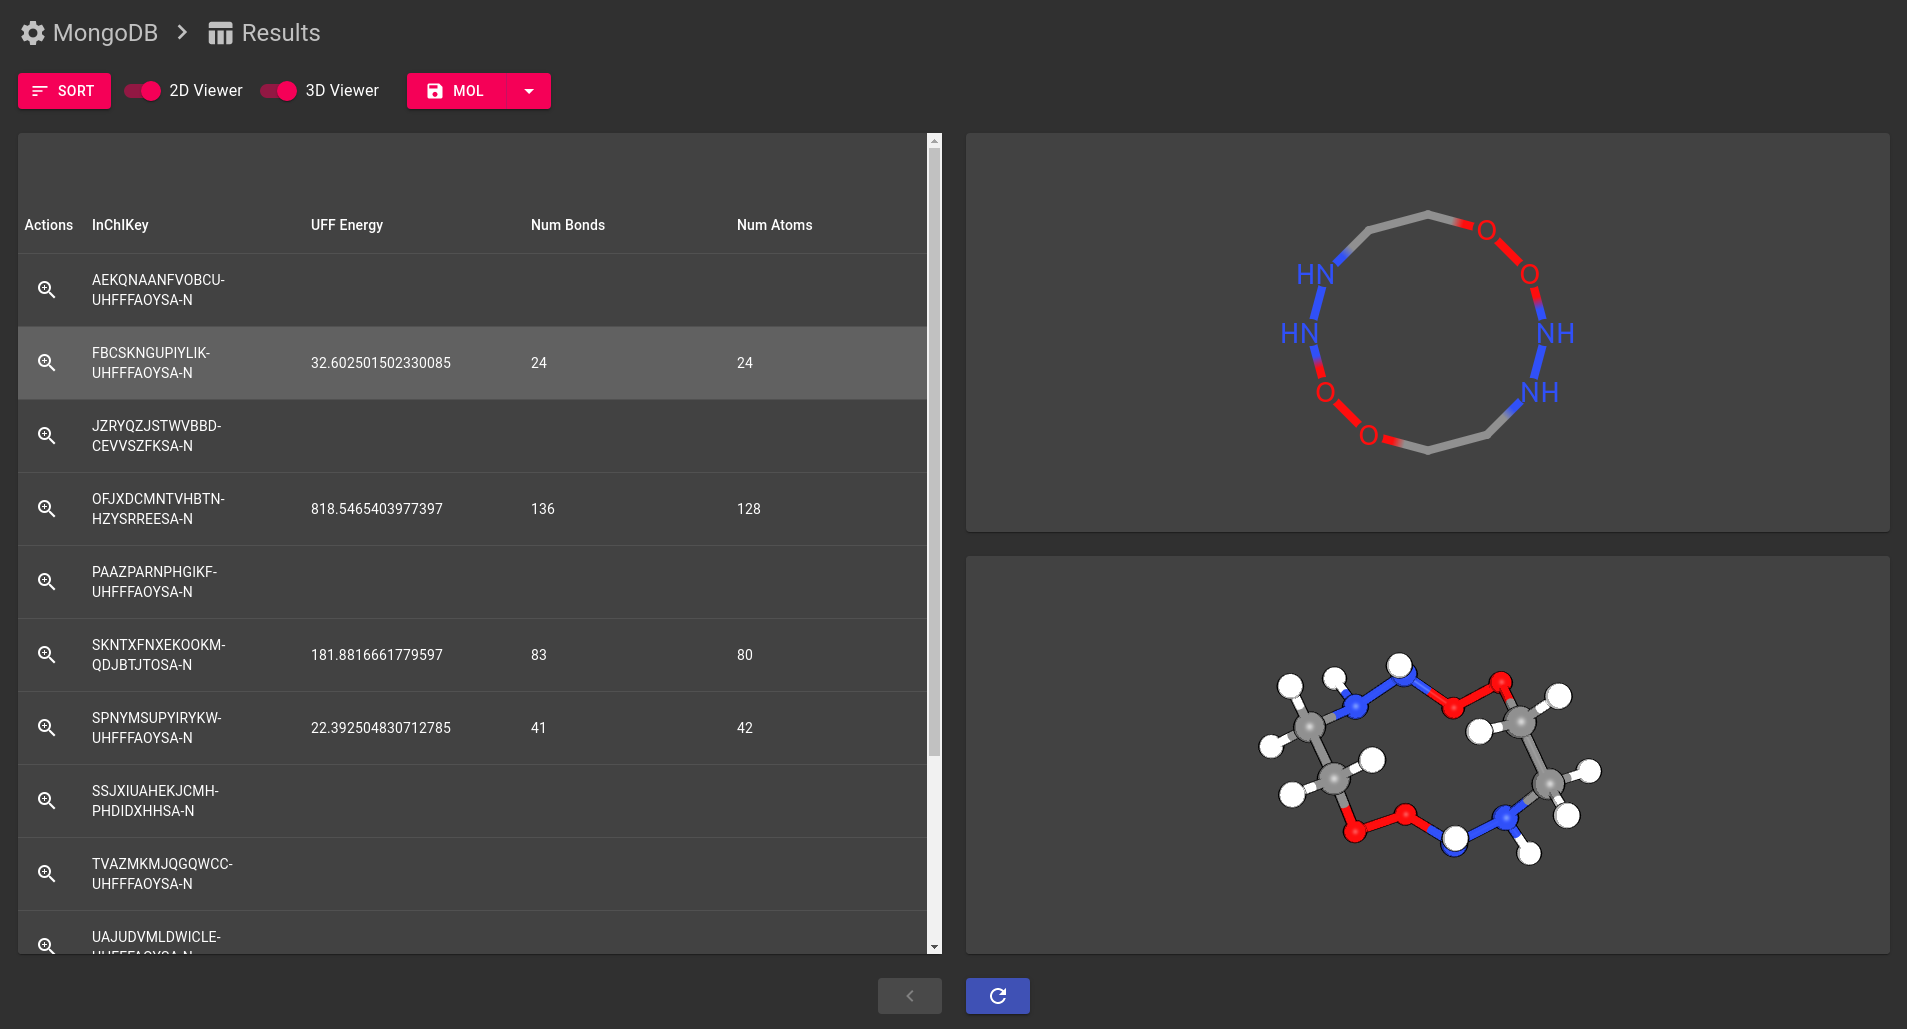 MongoDB Results
SORT 2D Viewer 3D Viewer MOL
Actions InChIKey UFF Energy Num Bonds Num Atoms
AEKQNAANFVOBCU-
UHFFFAOYSA-N
FBCSKNGUPIYLIK-
UHFFFAOYSA-N
32.602501502330085 24 24
JZRYQZJSTWVBBD-
CEVVSZFKSA-N
OFJXDCMNTVHBTN-
HZYSRREESA-N
818.5465403977397 136 128
PAAZPARNPHGIKF-
UHFFFAOYSA-N
SKNTXFNXEKOOKM-
QDJBTJTOSA-N
181.8816661779597 83 80
SPNYMSUPYIRYKW-
UHFFFAOYSA-N
22.392504830712785 41 42
SSJXIUAHEKJCMH-
PHDIDXHHSA-N
TVAZMKMJQGQWCC-
UHFFFAOYSA-N
UAJUDVMLDWICLE-
O
HN O
HN NH
O NH
O